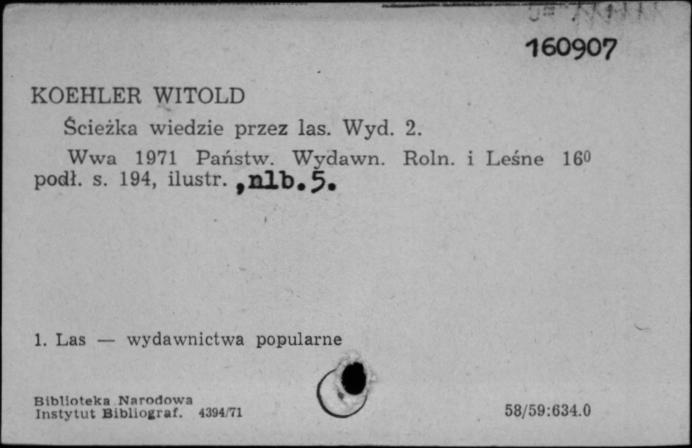 160907
KOEHLER WITOLD
Ścieżka wiedzie przez las. Wyd. 2.
Wwa 1971 Państw. Wydawn. Roln. i Leśne 16⁰
podł. s. 194, ilustr. , nlb. 5.
1. Las — wydawnictwa popularne
Biblioteka Narodowa
Instytut Bibliograf. 4394/71
58/59:634.0